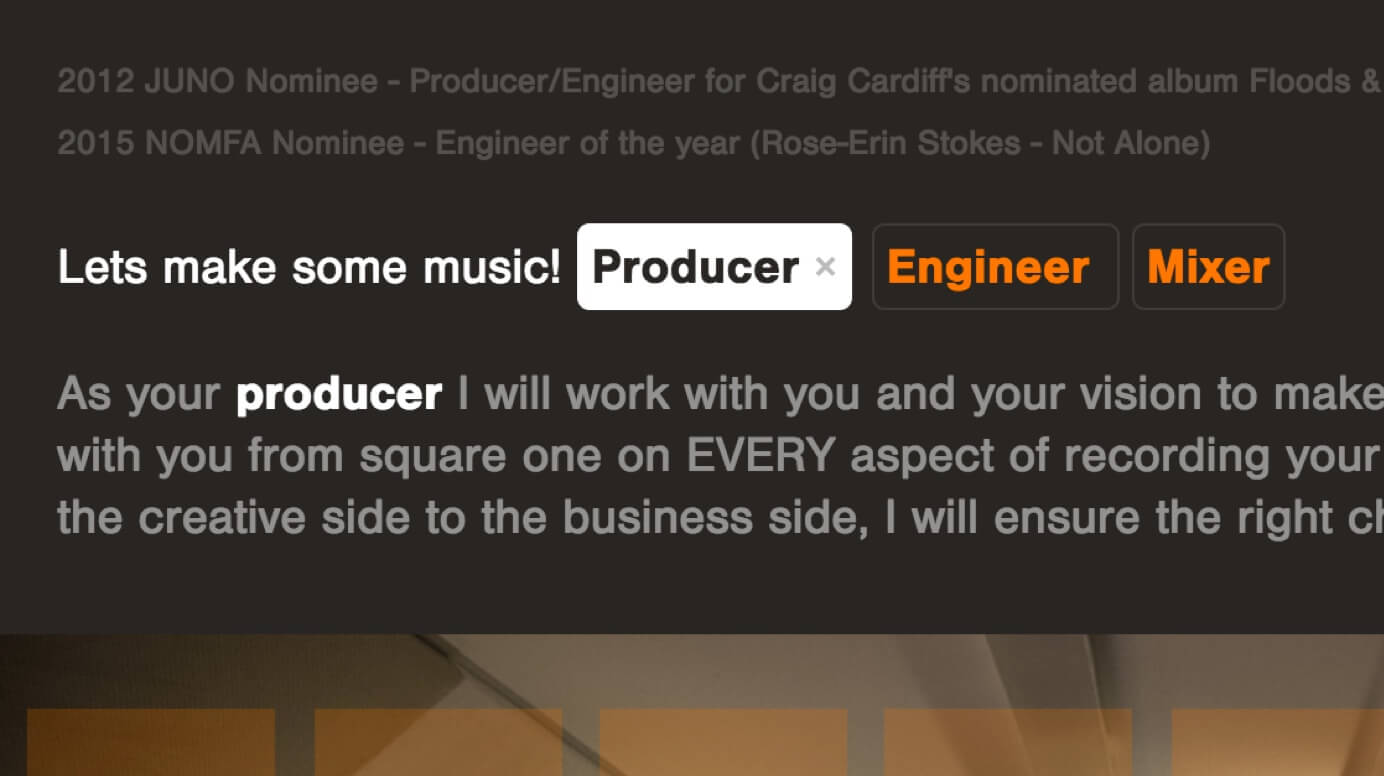 2012 JUNO Nominee - Producer/Engineer for Craig Cardiff's nominated album Floods &
2015 NOMFA Nominee - Engineer of the year (Rose-Erin Stokes - Not Alone)
Lets make some music! Producer × Engineer Mixer
As your producer I will work with you and your vision to make
with you from square one on EVERY aspect of recording your
the creative side to the business side, I will ensure the right